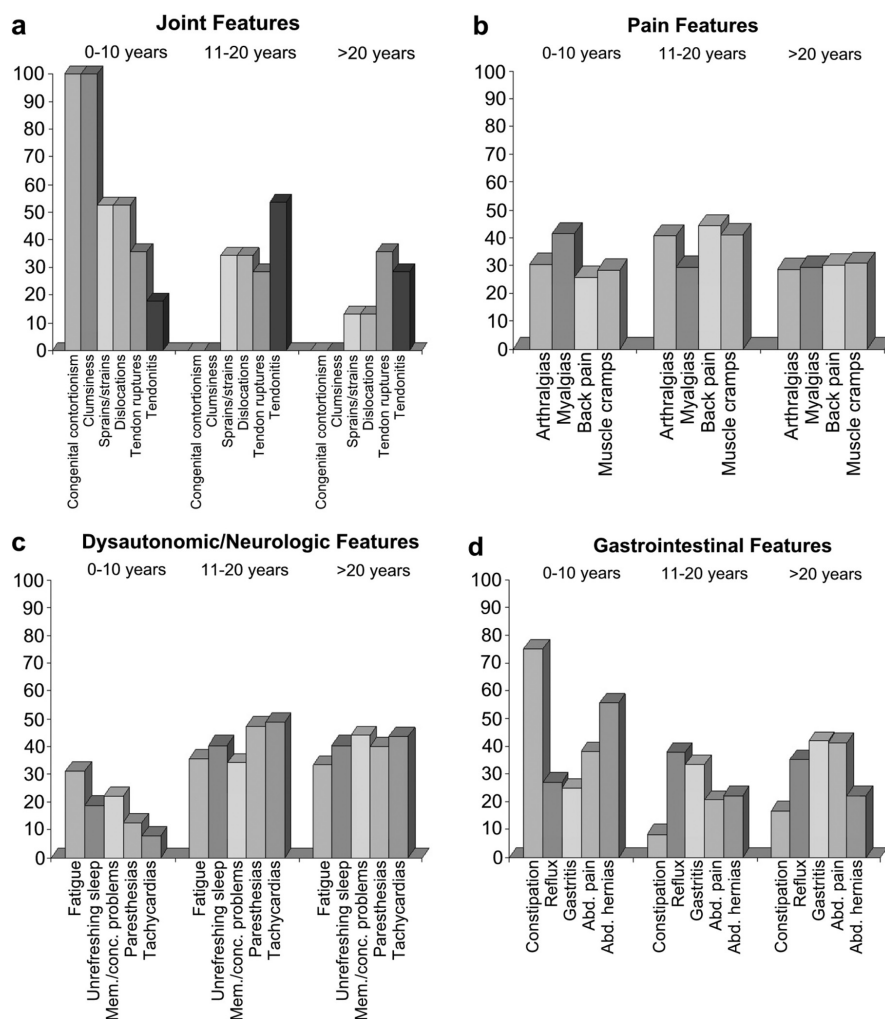 a
Joint Features
0-10 years 11-20 years >20 years
100
90
80
70
60
50
40
30
20
10
0
Congenital contortionism
Clumsiness
Sprains/strains
Dislocations
Tendon ruptures
Tendonitis
Congenital contortionism
Clumsiness
Sprains/strains
Dislocations
Tendon ruptures
Tendonitis
Congenital contortionism
Clumsiness
Sprains/strains
Dislocations
Tendon ruptures
Tendonitis
b
Pain Features
0-10 years 11-20 years >20 years
100
90
80
70
60
50
40
30
20
10
0
Arthralgias
Myalgias
Back pain
Muscle cramps
Arthralgias
Myalgias
Back pain
Muscle cramps
Arthralgias
Myalgias
Back pain
Muscle cramps
c
Dysautonomic/Neurologic Features
0-10 years 11-20 years >20 years
100
90
80
70
60
50
40
30
20
10
0
Fatigue
Unrefreshing sleep
Mem./conc. problems
Paresthesias
Tachycardias
Fatigue
Unrefreshing sleep
Mem./conc. problems
Paresthesias
Tachycardias
Fatigue
Unrefreshing sleep
Mem./conc. problems
Paresthesias
Tachycardias
d
Gastrointestinal Features
0-10 years 11-20 years >20 years
100
90
80
70
60
50
40
30
20
10
0
Constipation
Reflux
Gastritis
Abd. pain
Abd. hernias
Constipation
Reflux
Gastritis
Abd. pain
Abd. hernias
Constipation
Reflux
Gastritis
Abd. pain
Abd. hernias